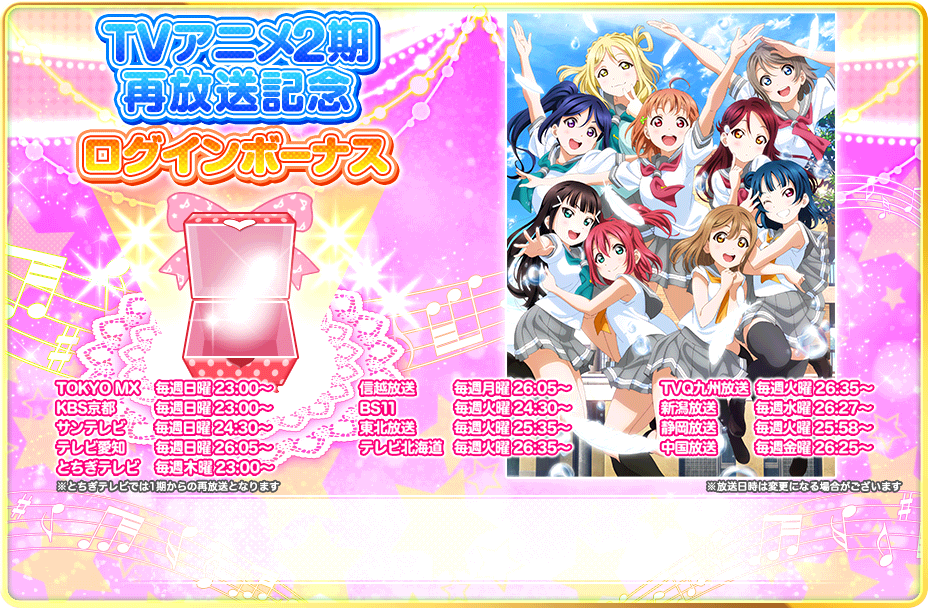 TVアニメ2期
再放送記念
ログインボーナス
TOKYO MX 毎週日曜 23:00〜
KBS京都 毎週日曜 23:00〜
サンテレビ 毎週日曜 24:30〜
テレビ愛知 毎週日曜 26:05〜
とちぎテレビ 毎週木曜 23:00〜
※とちぎテレビでは1期からの再放送となります
信越放送 毎週月曜 26:05〜
BS11 毎週火曜 24:30〜
東北放送 毎週火曜 25:35〜
テレビ北海道 毎週火曜 26:35〜
TVQ九州放送 毎週火曜 26:35〜
新潟放送 毎週水曜 26:27〜
静岡放送 毎週火曜 25:58〜
中国放送 毎週金曜 26:25〜
※放送日時は変更になる場合がございます